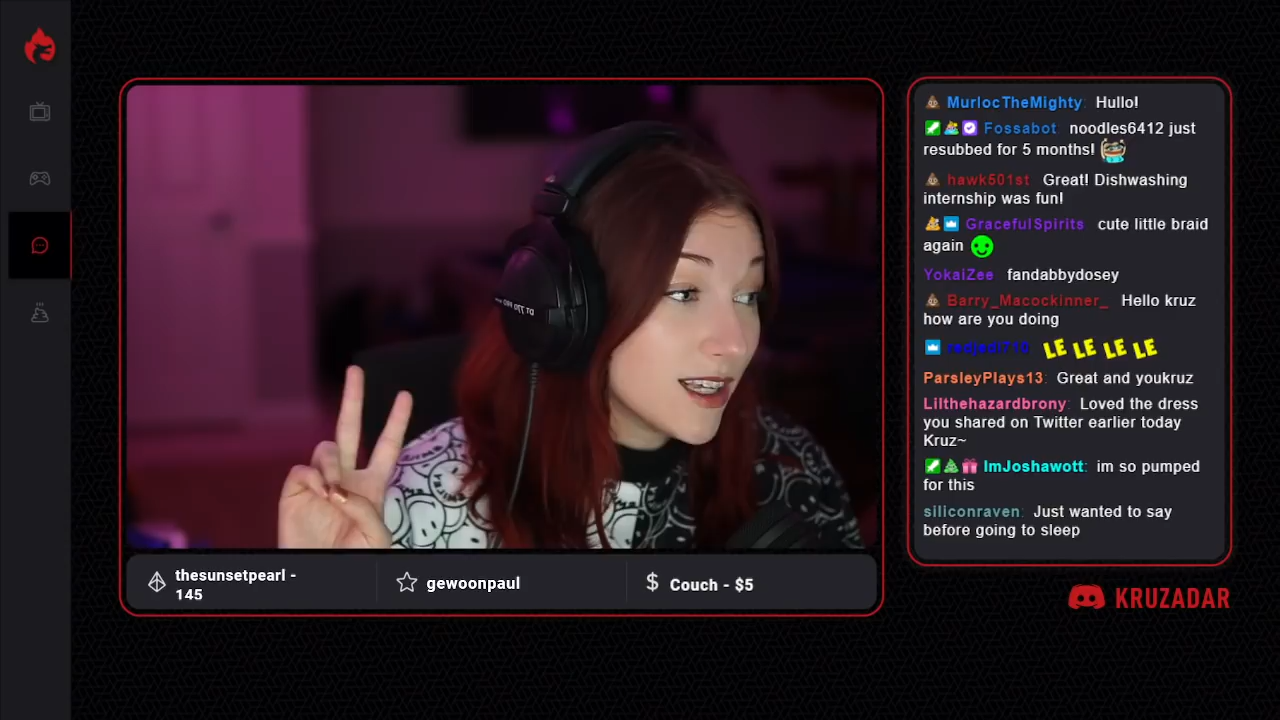 MurlocTheMighty: Hullo!
Fossabot noodles6412 just
resubbed for 5 months!
hawk501st Great! Dishwashing
internship was fun!
GracefulSpirits cute little braid
again
YokaiZee fandabbydosey
Barry_Macockinner_ Hello kruz
how are you doing
redjedi715 LE LE LE LE
ParsleyPlays13: Great and youkruz
Lilthehazardbrony: Loved the dress
you shared on Twitter earlier today
Kruz~
ImJoshawott: im so pumped
for this
siliconraven: Just wanted to say
before going to sleep
thesunsetpearl -
145
gewoonpaul
$ Couch - $5
KRUZADAR